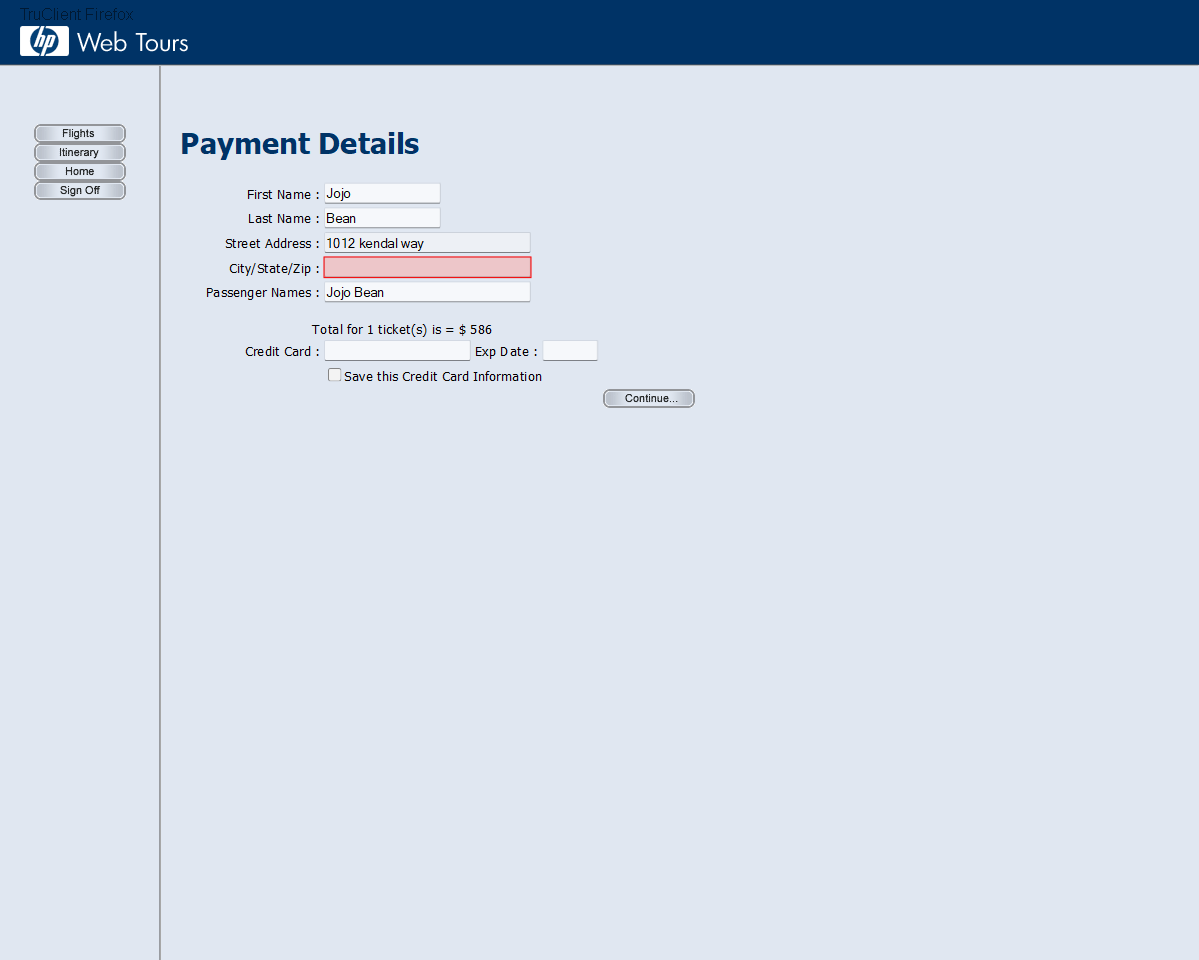 TruClient Firefox
hp Web Tours
Flights
Itinerary
Home
Sign Off
Payment Details
First Name : Jojo
Last Name : Bean
Street Address : 1012 kendal way
City/State/Zip :
Passenger Names : Jojo Bean
Total for 1 ticket(s) is = $ 586
Credit Card : Exp Date :
Save this Credit Card Information
Continue...